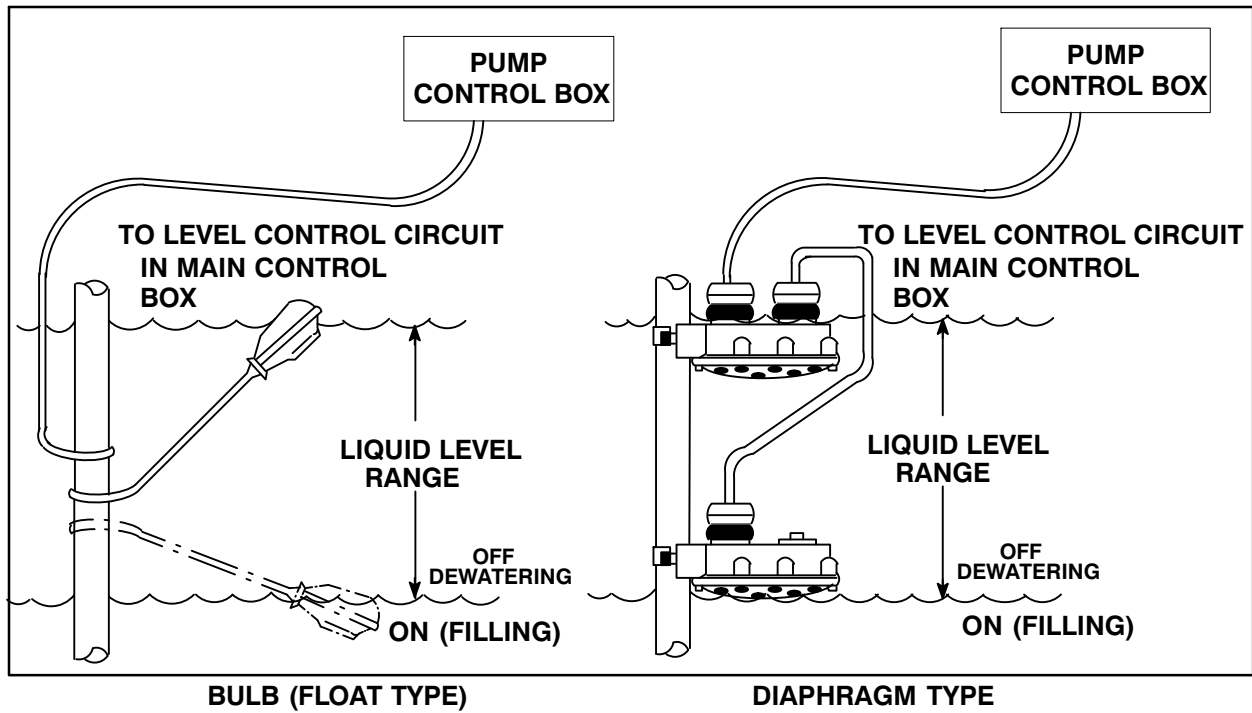 PUMP
CONTROL BOX
TO LEVEL CONTROL CIRCUIT
IN MAIN CONTROL
BOX
LIQUID LEVEL
RANGE
OFF
DEWATERING
ON (FILLING)
BULB (FLOAT TYPE)
PUMP
CONTROL BOX
TO LEVEL CONTROL CIRCUIT
IN MAIN CONTROL
BOX
LIQUID LEVEL
RANGE
OFF
DEWATERING
ON (FILLING)
DIAPHRAGM TYPE